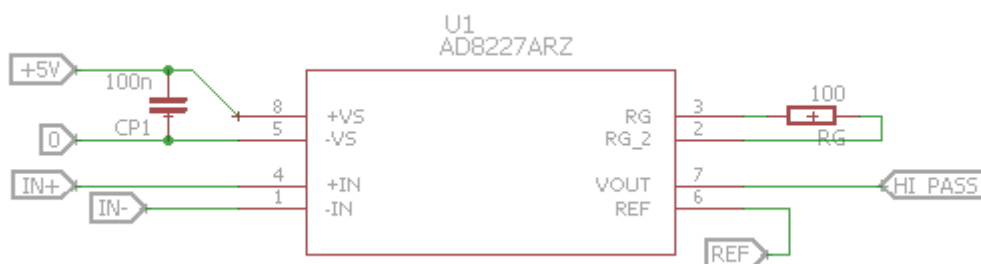 U1
AD8227ARZ
+5V
100n
CP1
0
IN+
IN-
8
5
4
1
+VS
-VS
+IN
-IN
RG
RG_2
VOUT
REF
3
2
7
6
100
RG
HI PASS
REF